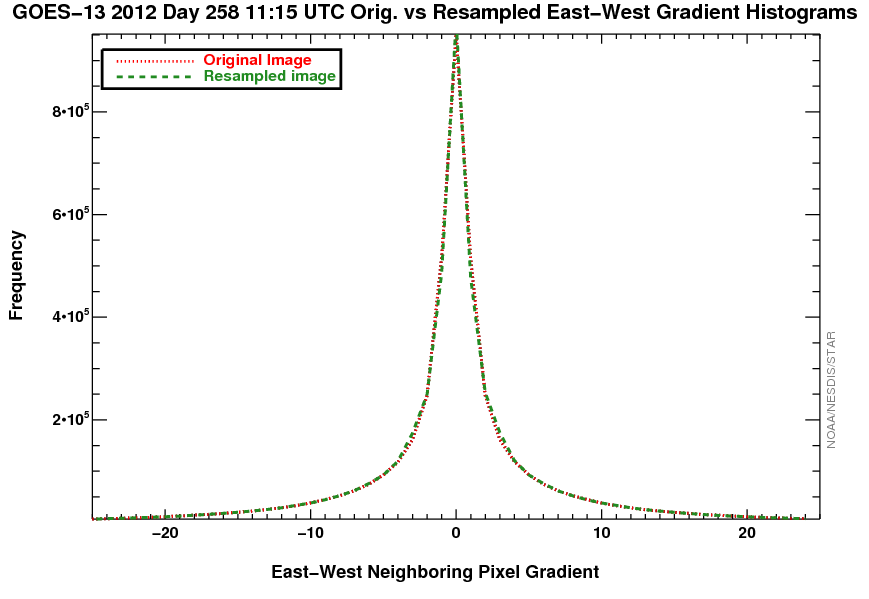 GOES−13 2012 Day 258 11:15 UTC Orig. vs Resampled East−West Gradient Histograms
Original Image
Resampled image
8•10⁵
6•10⁵
4•10⁵
2•10⁵
Frequency
NOAA/NESDIS/STAR
−20 −10 0 10 20
East−West Neighboring Pixel Gradient